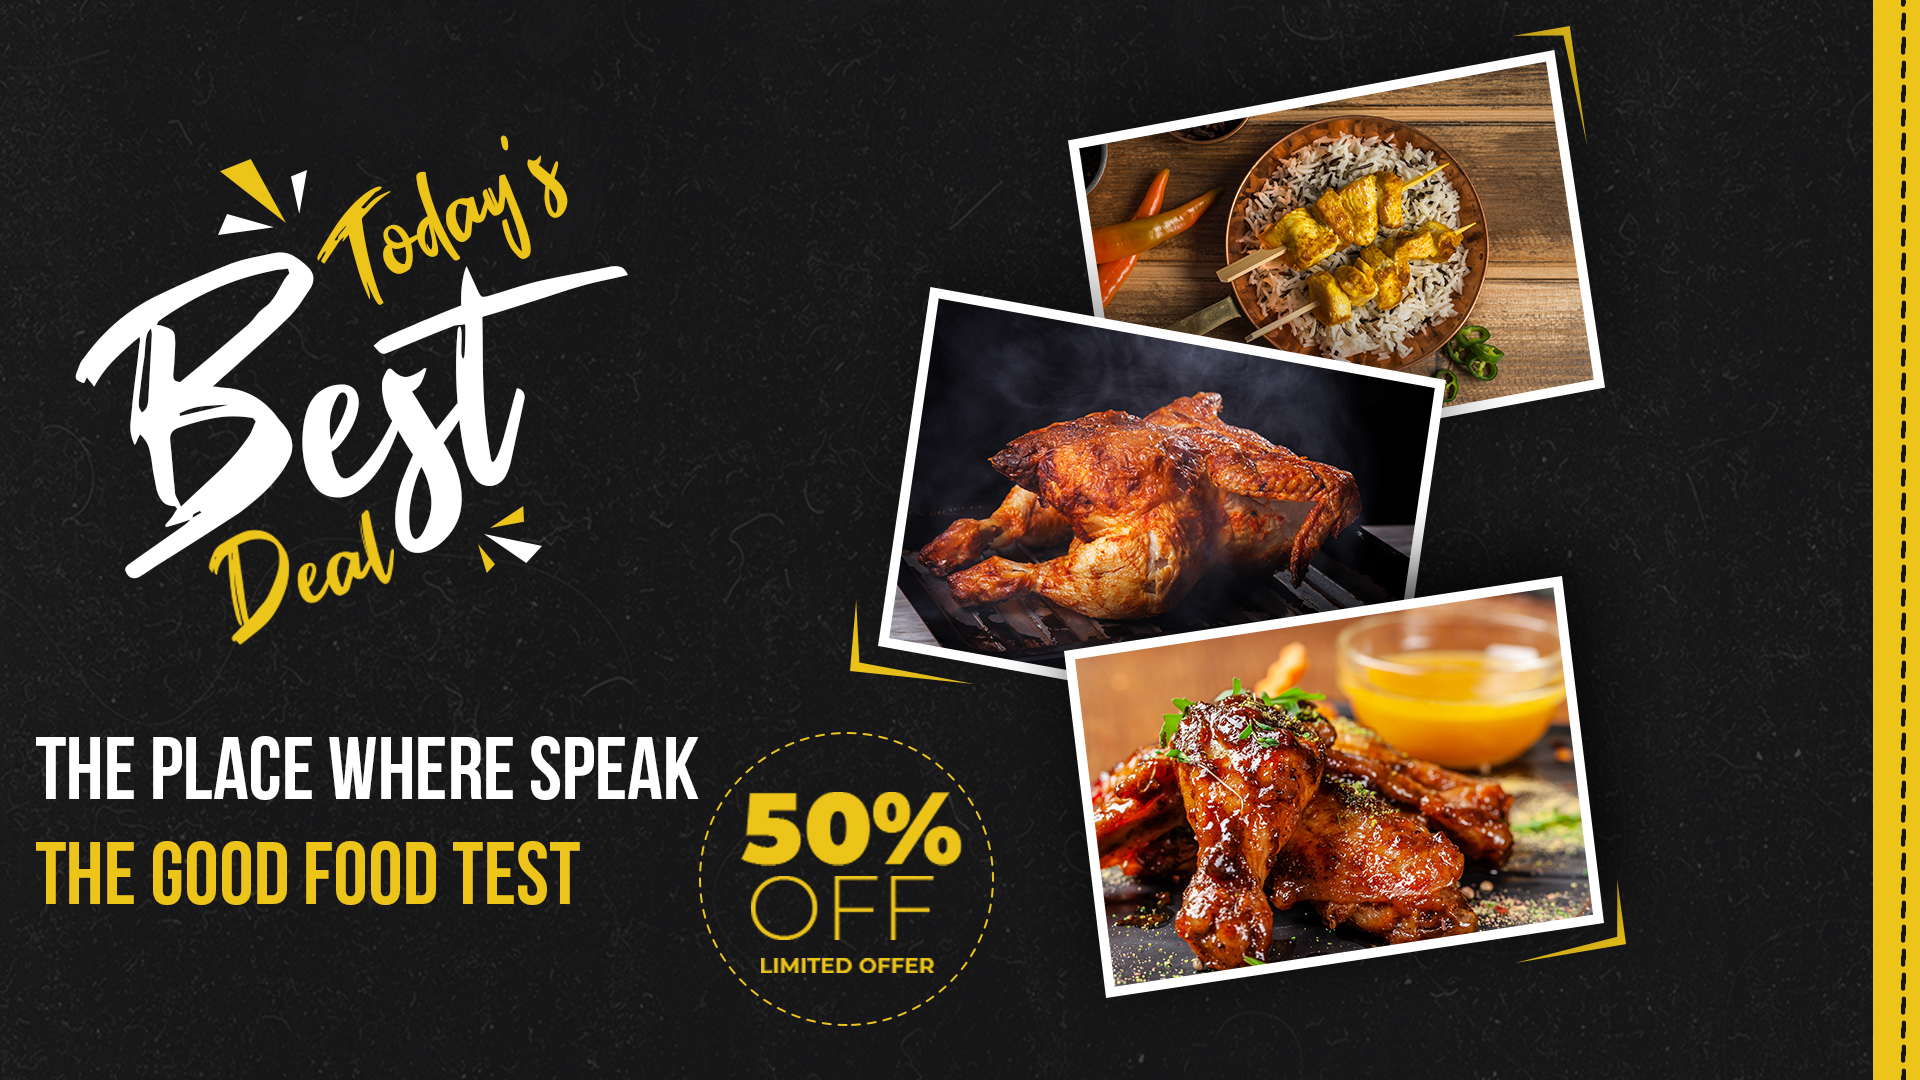 Today's
Best
Deal
THE PLACE WHERE SPEAK
THE GOOD FOOD TEST
50%
OFF
LIMITED OFFER